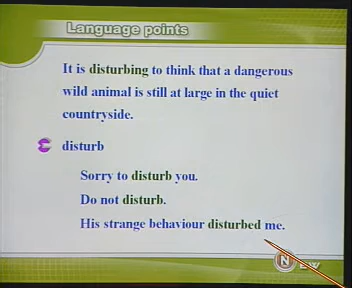 Language points
It is disturbing to think that a dangerous
wild animal is still at large in the quiet
countryside.
disturb
Sorry to disturb you.
Do not disturb.
His strange behaviour disturbed me.
N